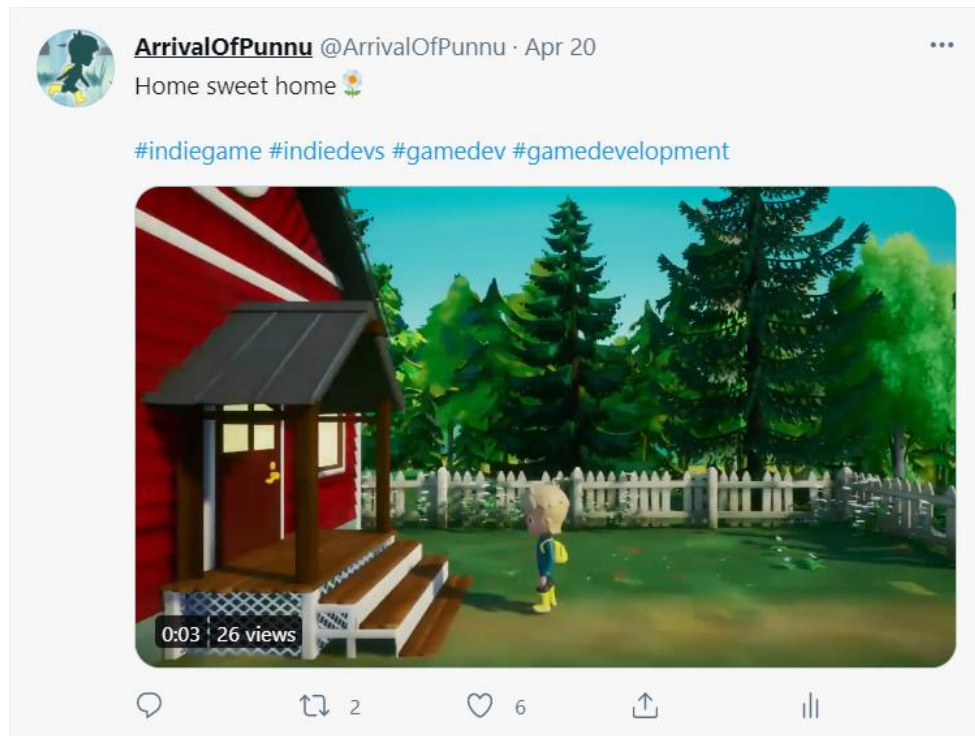 ArrivalOfPunnu @ArrivalOfPunnu · Apr 20
Home sweet home🌼
#indiegame #indiedevs #gamedev #gamedevelopment
0:03 26 views
2 6